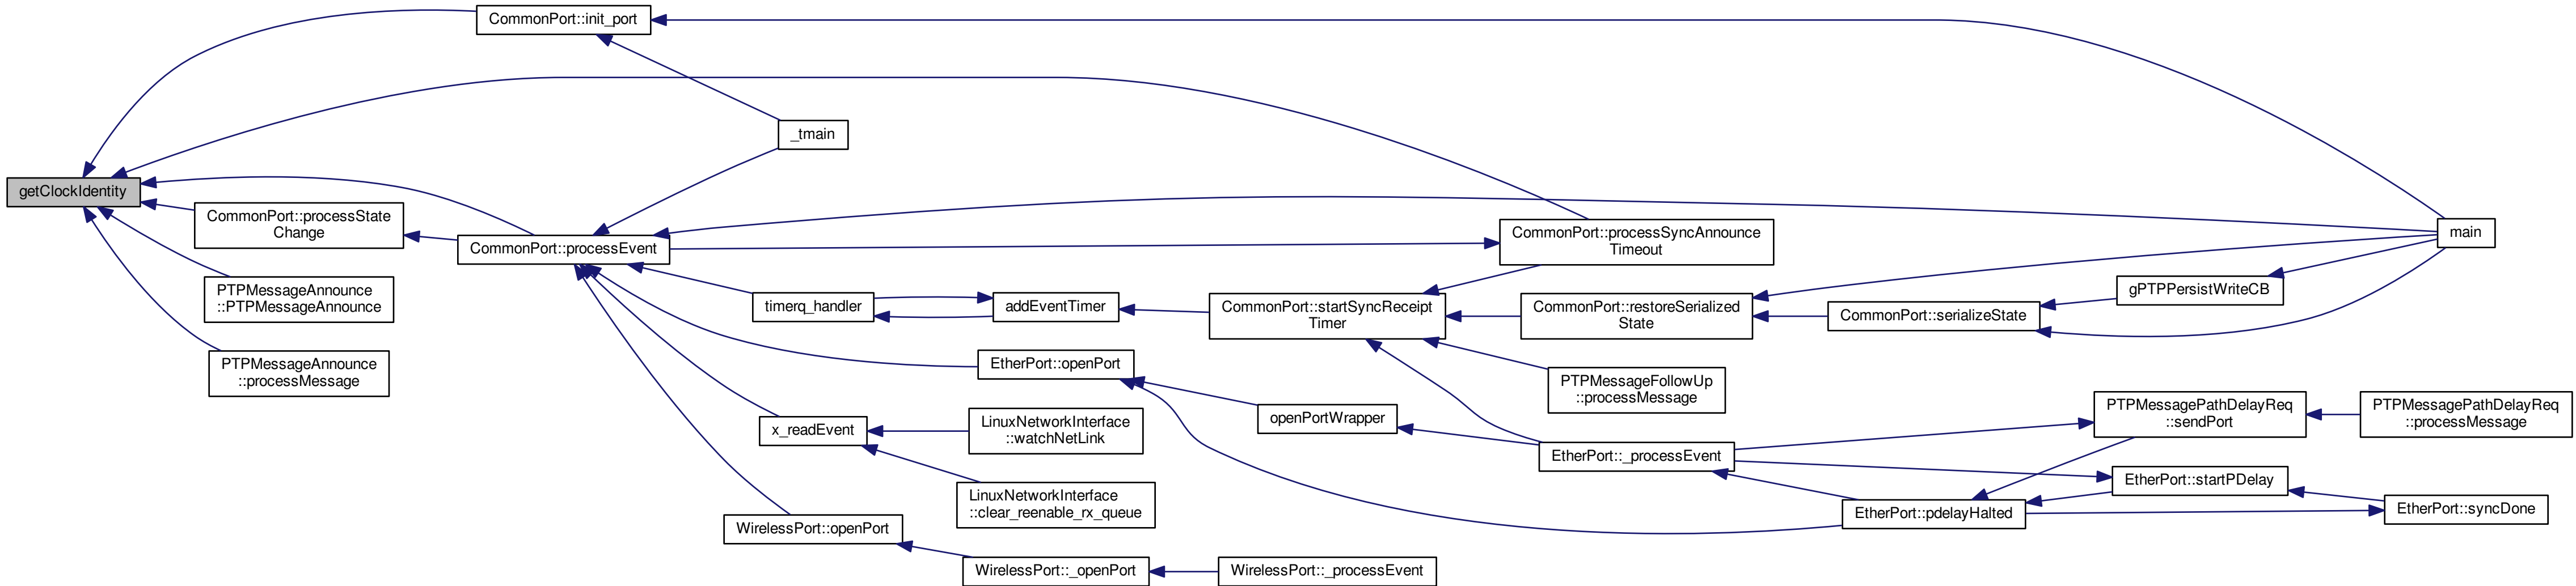 getClockIdentity
CommonPort::init_port
_tmain
CommonPort::processState
Change
CommonPort::processEvent
PTPMessageAnnounce
::PTPMessageAnnounce
PTPMessageAnnounce
::processMessage
timerq_handler
addEventTimer
EtherPort::openPort
x_readEvent
LinuxNetworkInterface
::watchNetLink
LinuxNetworkInterface
::clear_reenable_rx_queue
WirelessPort::openPort
WirelessPort::_openPort
WirelessPort::_processEvent
openPortWrapper
CommonPort::startSyncReceipt
Timer
CommonPort::processSyncAnnounce
Timeout
CommonPort::restoreSerialized
State
PTPMessageFollowUp
::processMessage
EtherPort::_processEvent
CommonPort::serializeState
gPTPPersistWriteCB
main
PTPMessagePathDelayReq
::sendPort
PTPMessagePathDelayReq
::processMessage
EtherPort::startPDelay
EtherPort::pdelayHalted
EtherPort::syncDone